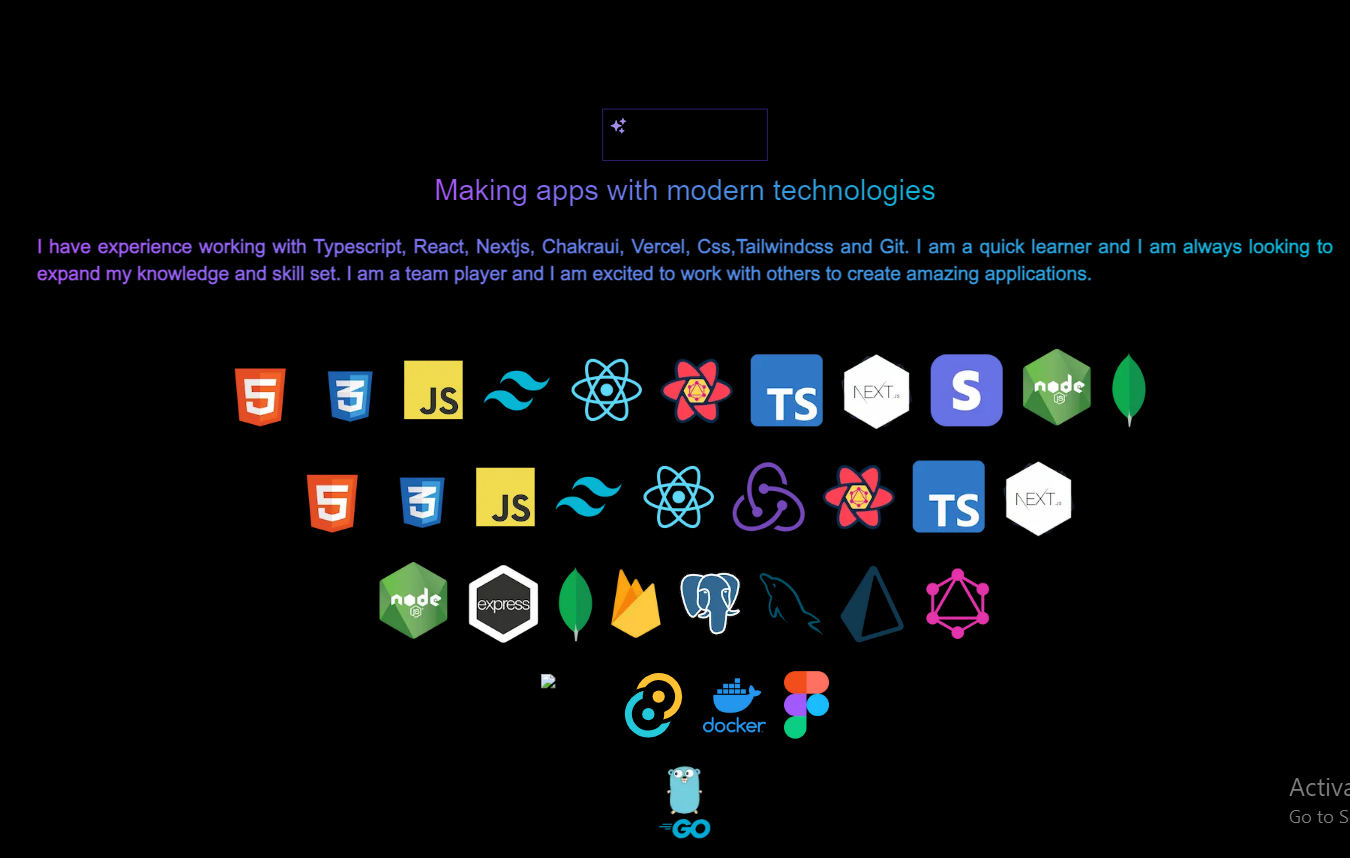 Making apps with modern technologies
I have experience working with Typescript, React, Nextjs, Chakraui, Vercel, Css,Tailwindcss and Git. I am a quick learner and I am always looking to
expand my knowledge and skill set. I am a team player and I am excited to work with others to create amazing applications.
5 3 JS TS NEXT.JS S node JS
5 3 JS TS NEXT.JS
node JS express
docker
GO
Activa
Go to S